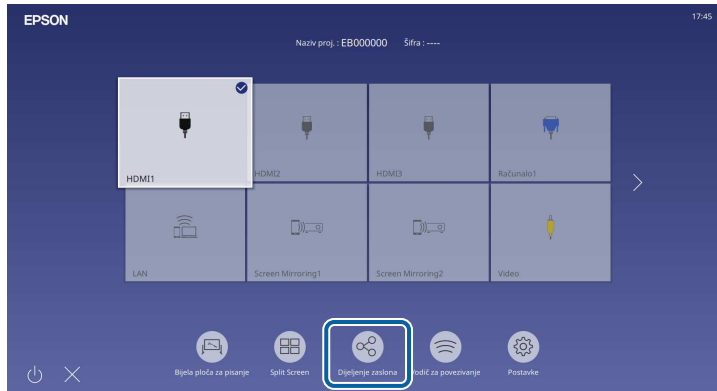 EPSON
17:45
Naziv proj. : EB000000 Šifra : ----
HDMI1
HDMI2
HDMI3
Računalo1
LAN
Screen Mirroring1
Screen Mirroring2
Video
Bijela ploča za pisanje
Split Screen
Dijeljenje zaslona
Vodič za povezivanje
Postavke